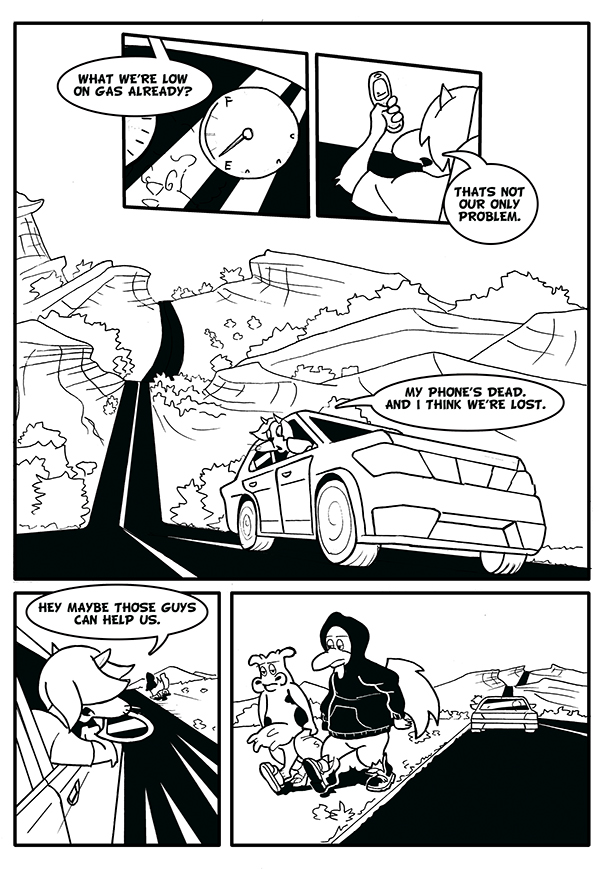 WHAT WE'RE LOW
ON GAS ALREADY?
F
E
THATS NOT
OUR ONLY
PROBLEM.
MY PHONE'S DEAD.
AND I THINK WE'RE LOST.
HEY MAYBE THOSE GUYS
CAN HELP US.